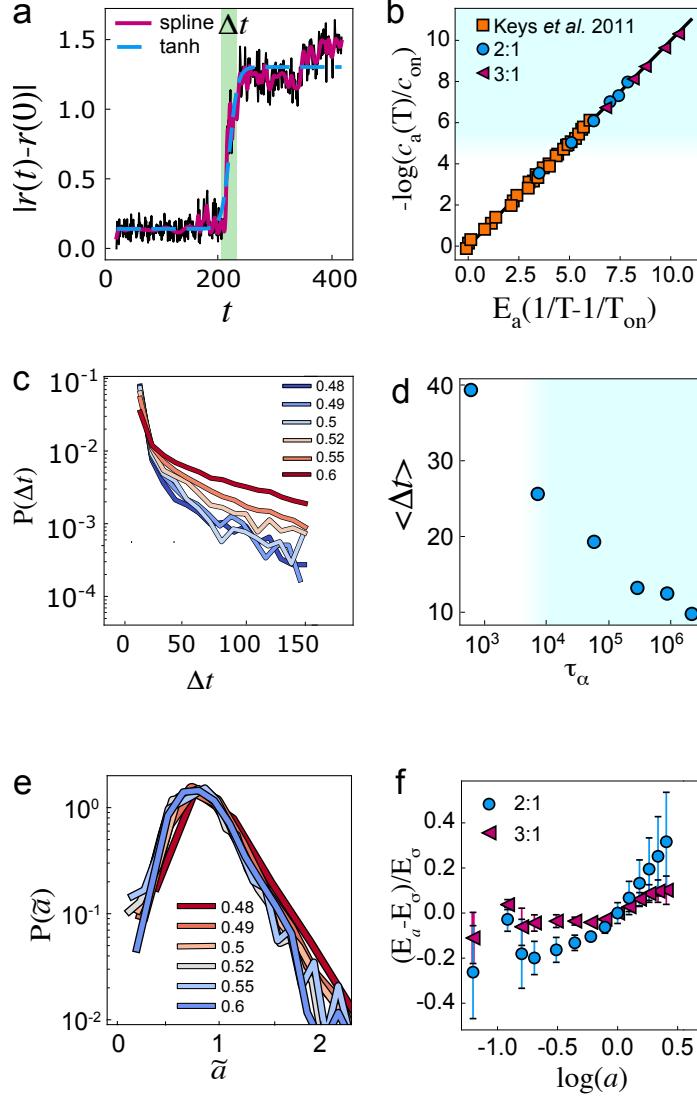 a
spline
tanh
Δt
1.5
1.0
0.5
0.0
|r(t)-r(0)|
0
200
400
t
b
Keys et al. 2011
2:1
3:1
10
8
6
4
2
0
-log(c_a(T)/c_on)
0.0
2.5
5.0
7.5
10.0
E_a(1/T-1/T_on)
c
10^-1
10^-2
10^-3
10^-4
P(Δt)
0.48
0.49
0.5
0.52
0.55
0.6
0
50
100
150
Δt
d
40
30
20
10
<Δt>
10^3
10^4
10^5
10^6
τ_α
e
10^0
10^-1
10^-2
P(ã)
0.48
0.49
0.5
0.52
0.55
0.6
0
1
2
ã
f
2:1
3:1
0.4
0.2
0.0
-0.2
-0.4
(E_a-E_σ)/E_σ
-1.0
-0.5
0.0
0.5
log(a)